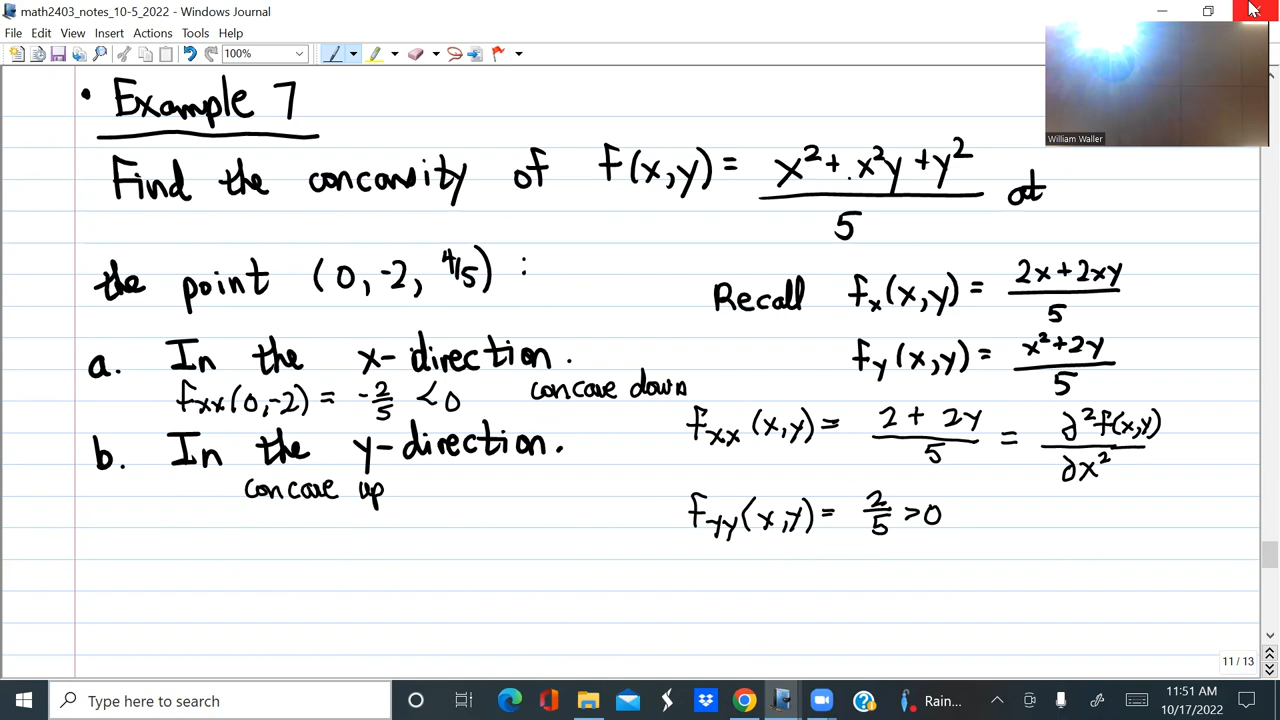 math2403_notes_10-5_2022 - Windows Journal
File Edit View Insert Actions Tools Help
100%
William Waller
• Example 7
Find the concavity of f(x,y) = x²+x²y+y² / 5 at
the point (0,-2, 4/5) :
Recall fx(x,y) = 2x+2xy / 5
fy(x,y) = x²+2y / 5
a. In the x-direction.
fxx(0,-2) = -2/5 < 0 concave down
fxx(x,y) = 2+2y / 5 = ∂²f(x,y) / ∂x²
b. In the y-direction.
concave up
fyy(x,y) = 2/5 > 0
11 / 13
Type here to search
Rain...
11:51 AM
10/17/2022